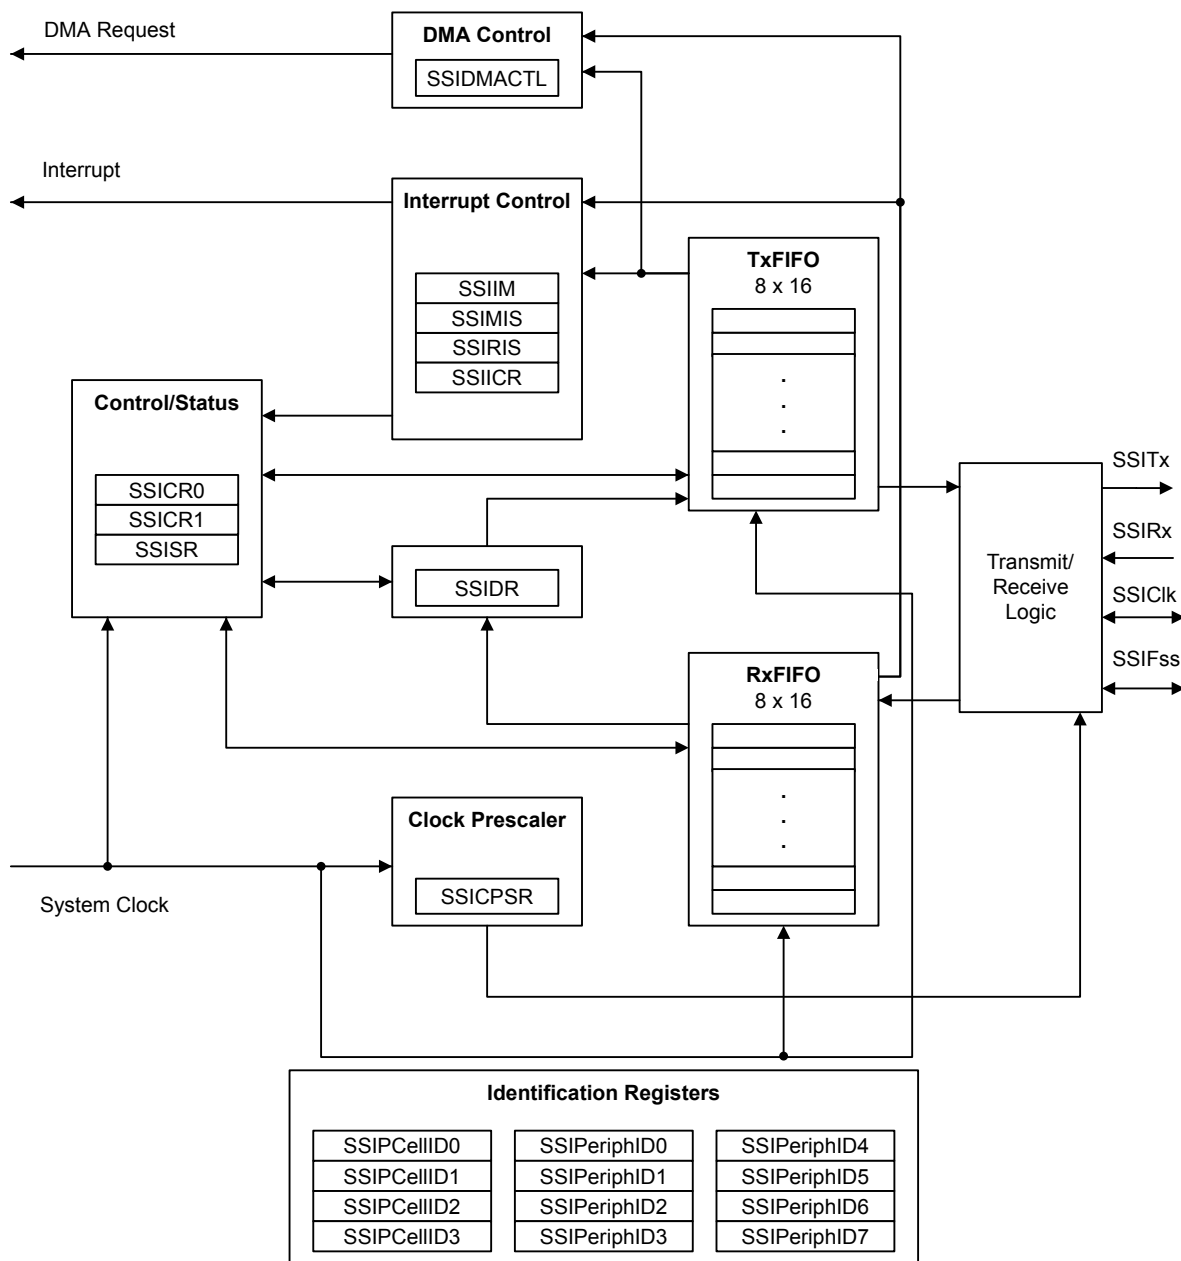 DMA Request
DMA Control
SSIDMACTL
Interrupt
Interrupt Control
SSIIM
SSIMIS
SSIRIS
SSIICR
TxFIFO
8 x 16
.
.
.
Control/Status
SSICR0
SSICR1
SSISR
SSIDR
Transmit/
Receive
Logic
SSITx
SSIRx
SSIClk
SSIFss
RxFIFO
8 x 16
.
.
.
Clock Prescaler
SSICPSR
System Clock
Identification Registers
SSIPCellID0
SSIPCellID1
SSIPCellID2
SSIPCellID3
SSIPeriphID0
SSIPeriphID1
SSIPeriphID2
SSIPeriphID3
SSIPeriphID4
SSIPeriphID5
SSIPeriphID6
SSIPeriphID7